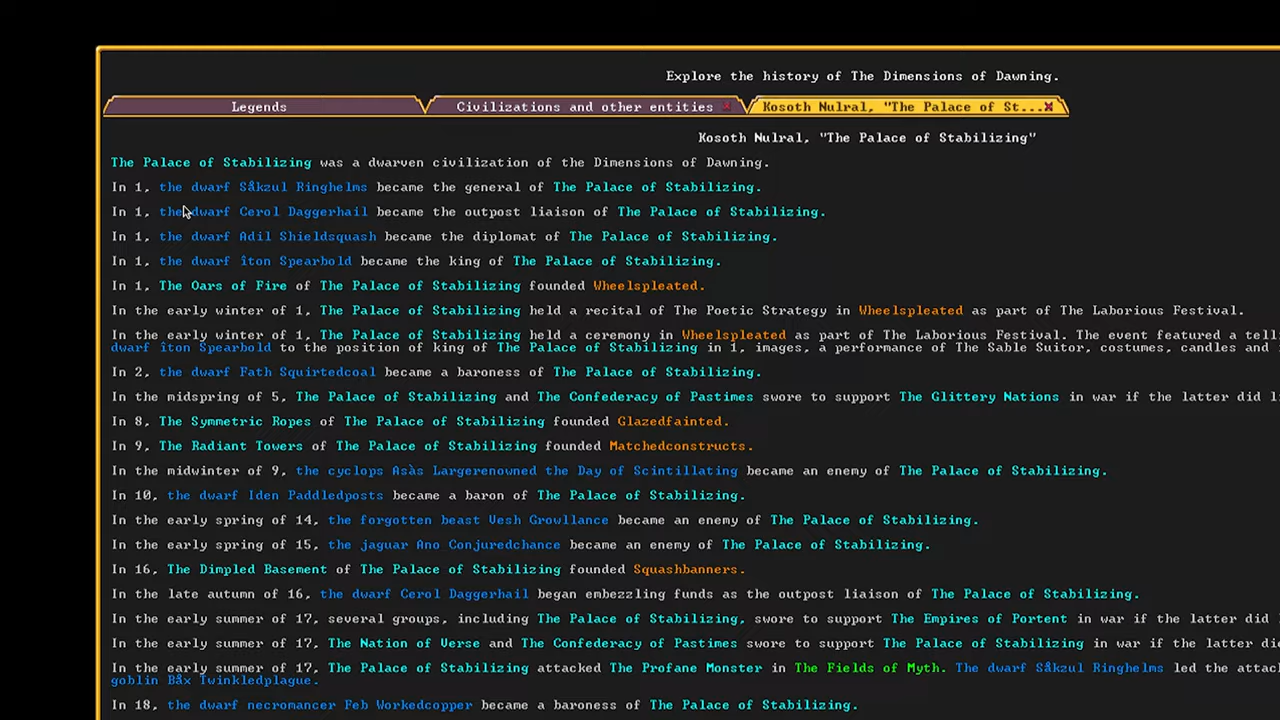 Explore the history of The Dimensions of Dawning.
Legends
Civilizations and other entities
Kosoth Nulral, "The Palace of St...
Kosoth Nulral, "The Palace of Stabilizing"
The Palace of Stabilizing was a dwarven civilization of the Dimensions of Dawning.
In 1, the dwarf Såkzul Ringhelms became the general of The Palace of Stabilizing.
In 1, the dwarf Cerol Daggerhail became the outpost liaison of The Palace of Stabilizing.
In 1, the dwarf Adil Shieldsquash became the diplomat of The Palace of Stabilizing.
In 1, the dwarf îton Spearbold became the king of The Palace of Stabilizing.
In 1, The Oars of Fire of The Palace of Stabilizing founded Wheelspleated.
In the early winter of 1, The Palace of Stabilizing held a recital of The Poetic Strategy in Wheelspleated as part of The Laborious Festival.
In the early winter of 1, The Palace of Stabilizing held a ceremony in Wheelspleated as part of The Laborious Festival. The event featured a tell
dwarf îton Spearbold to the position of king of The Palace of Stabilizing in 1, images, a performance of The Sable Suitor, costumes, candles and
In 2, the dwarf Fath Squirtedcoal became a baroness of The Palace of Stabilizing.
In the midspring of 5, The Palace of Stabilizing and The Confederacy of Pastimes swore to support The Glittery Nations in war if the latter did l
In 8, The Symmetric Ropes of The Palace of Stabilizing founded Glazedfainted.
In 9, The Radiant Towers of The Palace of Stabilizing founded Matchedconstructs.
In the midwinter of 9, the cyclops Asàs Largerenowned the Day of Scintillating became an enemy of The Palace of Stabilizing.
In 10, the dwarf Iden Paddledposts became a baron of The Palace of Stabilizing.
In the early spring of 14, the forgotten beast Vesh Growllance became an enemy of The Palace of Stabilizing.
In the early spring of 15, the jaguar Ano Conjuredchance became an enemy of The Palace of Stabilizing.
In 16, The Dimpled Basement of The Palace of Stabilizing founded Squashbanners.
In the late autumn of 16, the dwarf Cerol Daggerhail began embezzling funds as the outpost liaison of The Palace of Stabilizing.
In the early summer of 17, several groups, including The Palace of Stabilizing, swore to support The Empires of Portent in war if the latter did
In the early summer of 17, The Nation of Verse and The Confederacy of Pastimes swore to support The Palace of Stabilizing in war if the latter di
In the early summer of 17, The Palace of Stabilizing attacked The Profane Monster in The Fields of Myth. The dwarf Såkzul Ringhelms led the attac
goblin Båx Twinkledplague.
In 18, the dwarf necromancer Feb Workedcopper became a baroness of The Palace of Stabilizing.